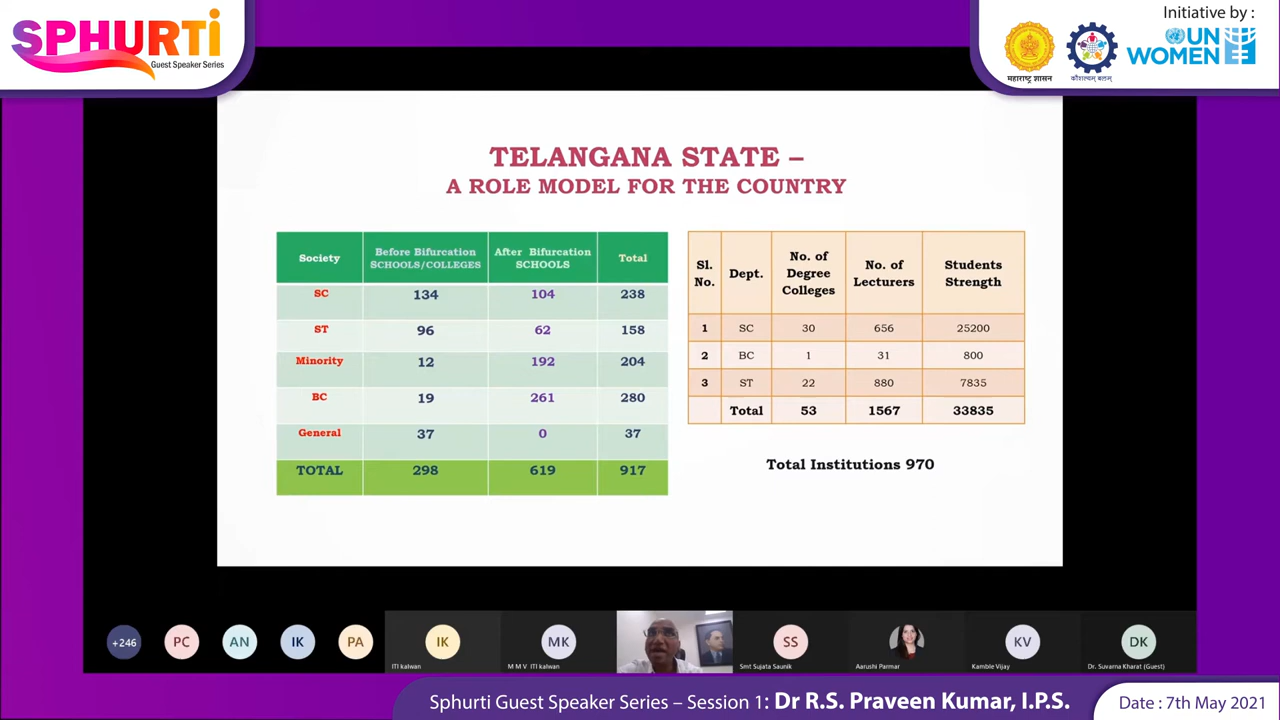 SPHURTI
Guest Speaker Series
Initiative by :
महाराष्ट्र शासन
कौशल्यम् बलम्
UN
WOMEN
TELANGANA STATE –
A ROLE MODEL FOR THE COUNTRY
Society Before Bifurcation SCHOOLS/COLLEGES After Bifurcation SCHOOLS Total
SC 134 104 238
ST 96 62 158
Minority 12 192 204
BC 19 261 280
General 37 0 37
TOTAL 298 619 917
Sl. No. Dept. No. of Degree Colleges No. of Lecturers Students Strength
1 SC 30 656 25200
2 BC 1 31 800
3 ST 22 880 7835
Total 53 1567 33835
Total Institutions 970
+246 PC AN IK PA IK MK SS KV DK
ITI kalwan M M V ITI kalwan Smt Sujata Saunik Aarushi Parmar Kamble Vijay Dr. Suvarna Kharat (Guest)
Sphurti Guest Speaker Series – Session 1: Dr R.S. Praveen Kumar, I.P.S.
Date : 7th May 2021